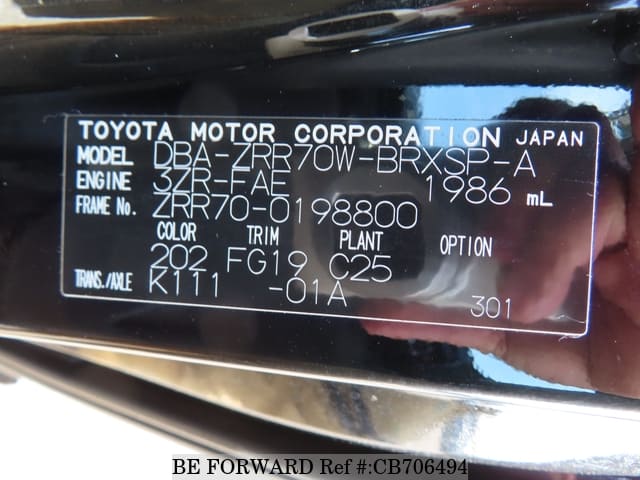 TOYOTA MOTOR CORPORATION JAPAN
MODEL DBA-ZRR70W-BRXSP-A
ENGINE 3ZR-FAE 1986 mL
FRAME No. ZRR70-0198800
COLOR TRIM PLANT OPTION
202 FG19 C25
TRANS./AXLE K111 -01A 301
BE FORWARD Ref #:CB706494